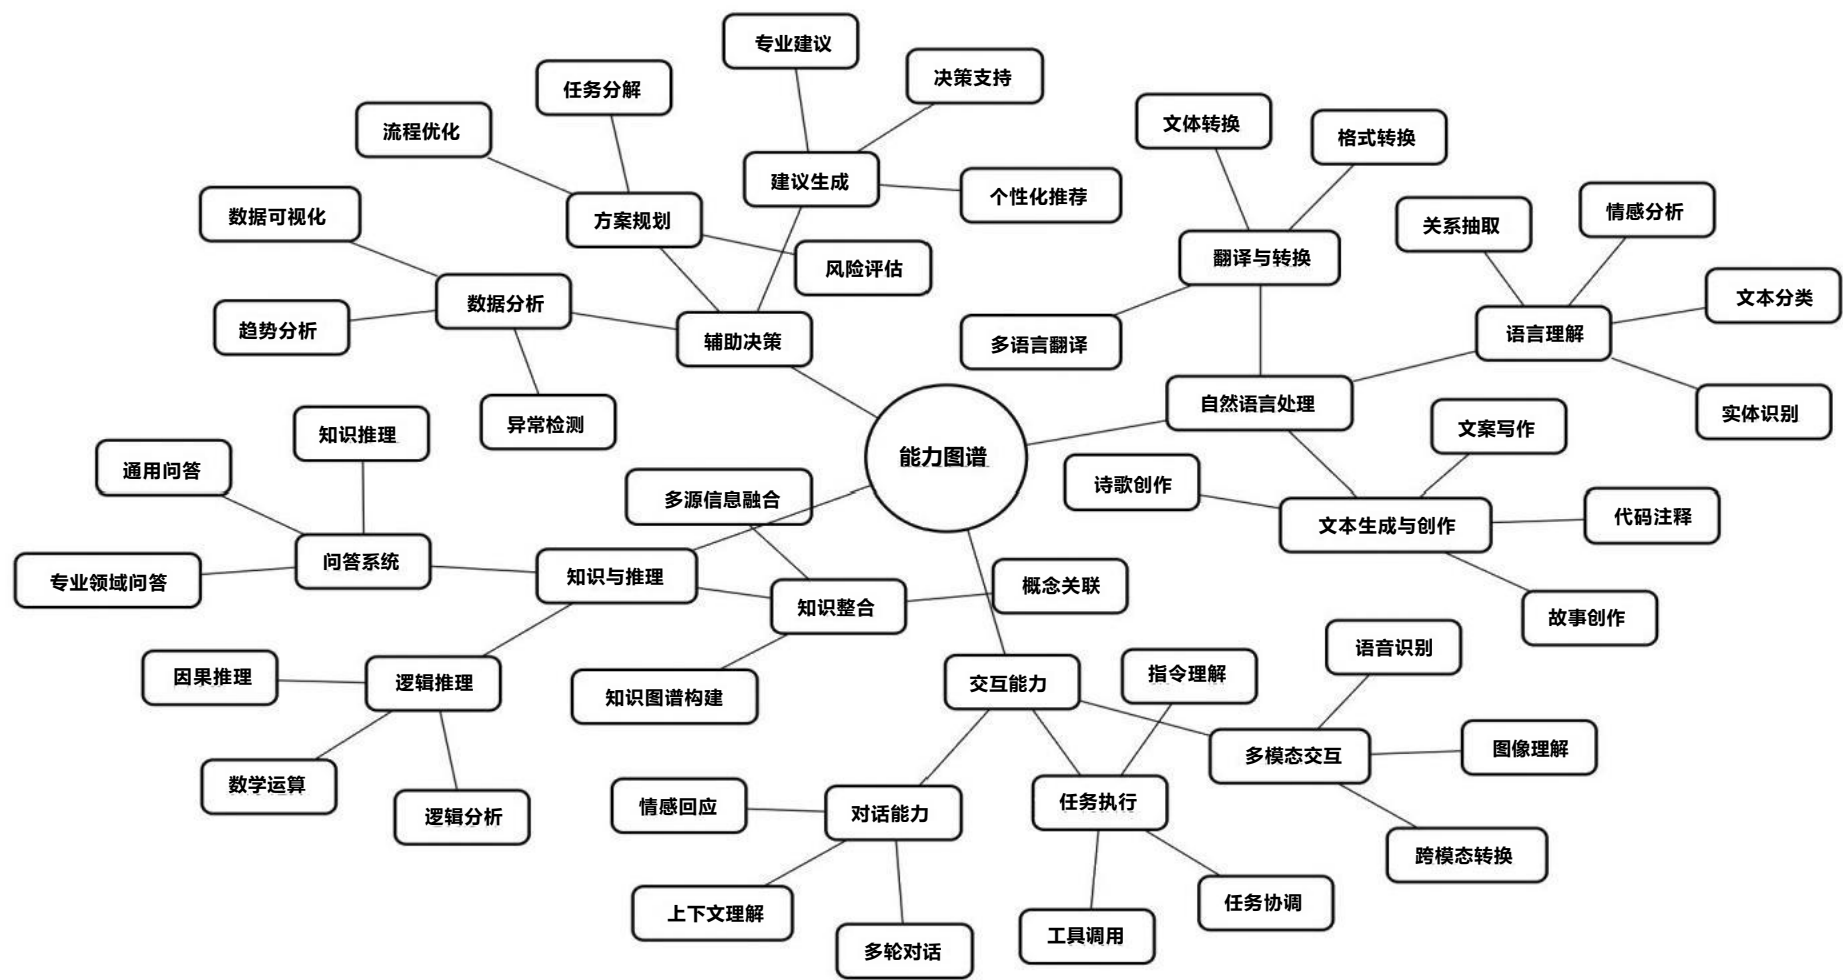 专业建议
决策支持
任务分解
流程优化
文体转换
格式转换
建议生成
个性化推荐
数据可视化
方案规划
关系抽取
情感分析
风险评估
翻译与转换
数据分析
文本分类
趋势分析
辅助决策
多语言翻译
语言理解
自然语言处理
实体识别
异常检测
知识推理
文案写作
能力图谱
通用问答
多源信息融合
诗歌创作
文本生成与创作
代码注释
问答系统
专业领域问答
知识与推理
知识整合
概念关联
故事创作
语音识别
因果推理
逻辑推理
知识图谱构建
交互能力
指令理解
多模态交互
图像理解
数学运算
逻辑分析
情感回应
对话能力
任务执行
跨模态转换
上下文理解
任务协调
多轮对话
工具调用